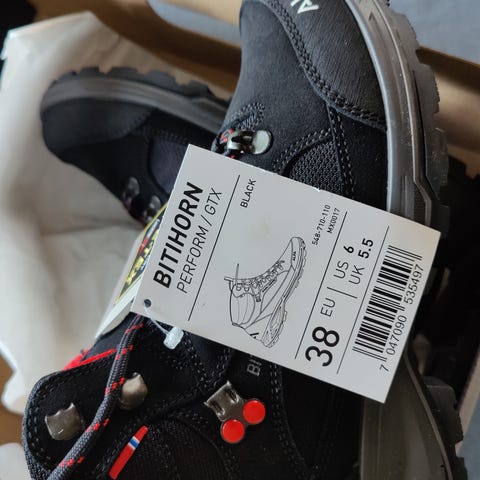 BITIHORN
PERFORM / GTX
BLACK
548-710-110
MX0017
38 EU | US 6
UK 5.5
7 047090 535497